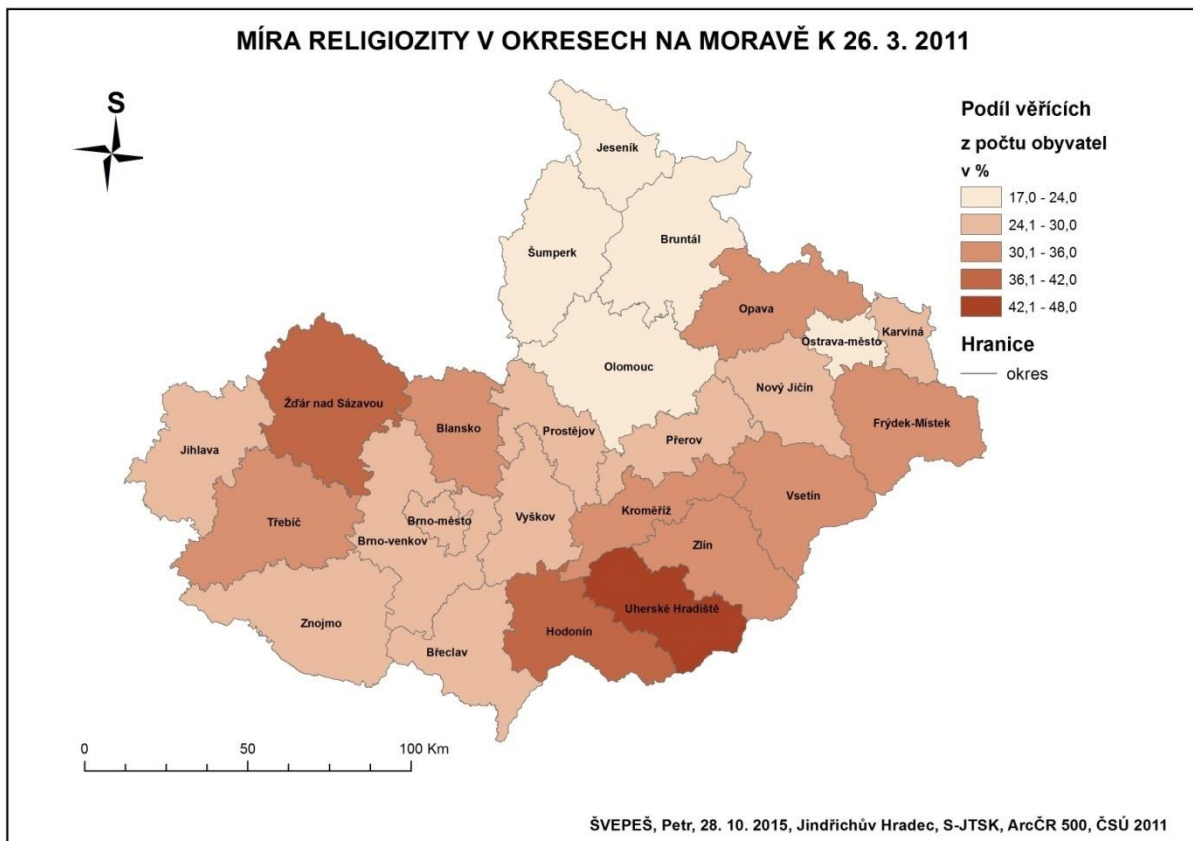 MÍRA RELIGIOZITY V OKRESECH NA MORAVĚ K 26. 3. 2011
S
Podíl věřících
z počtu obyvatel
v %
17,0 - 24,0
24,1 - 30,0
30,1 - 36,0
36,1 - 42,0
42,1 - 48,0
Hranice
okres
Jeseník
Šumperk
Bruntál
Opava
Ostrava-město
Karviná
Olomouc
Nový Jičín
Frýdek-Místek
Žďár nad Sázavou
Blansko
Prostějov
Přerov
Jihlava
Vsetín
Kroměříž
Třebíč
Brno-město
Vyškov
Brno-venkov
Zlín
Uherské Hradiště
Znojmo
Hodonín
Břeclav
0 50 100 Km
ŠVEPEŠ, Petr, 28. 10. 2015, Jindřichův Hradec, S-JTSK, ArcČR 500, ČSÚ 2011